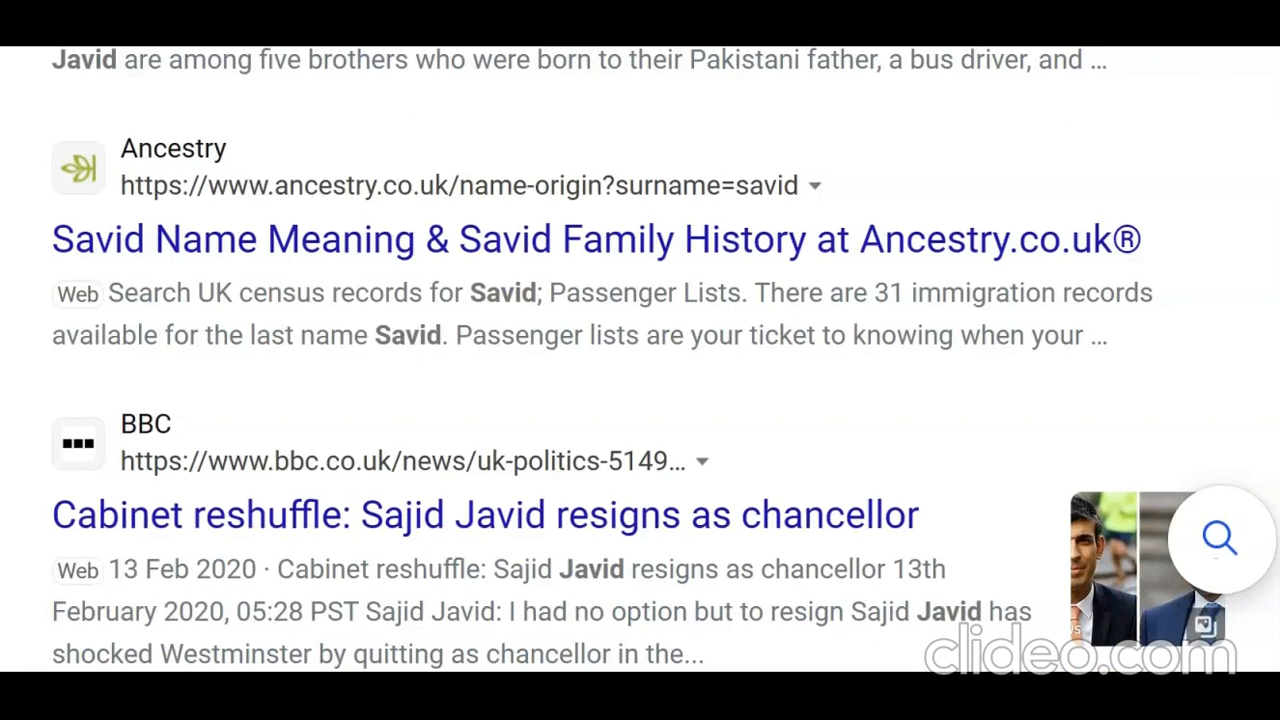 Javid are among five brothers who were born to their Pakistani father, a bus driver, and ...
Ancestry
https://www.ancestry.co.uk/name-origin?surname=savid
Savid Name Meaning & Savid Family History at Ancestry.co.uk®
Web Search UK census records for Savid; Passenger Lists. There are 31 immigration records
available for the last name Savid. Passenger lists are your ticket to knowing when your ...
BBC
https://www.bbc.co.uk/news/uk-politics-5149...
Cabinet reshuffle: Sajid Javid resigns as chancellor
Web 13 Feb 2020 · Cabinet reshuffle: Sajid Javid resigns as chancellor 13th
February 2020, 05:28 PST Sajid Javid: I had no option but to resign Sajid Javid has
shocked Westminster by quitting as chancellor in the...
clideo.com